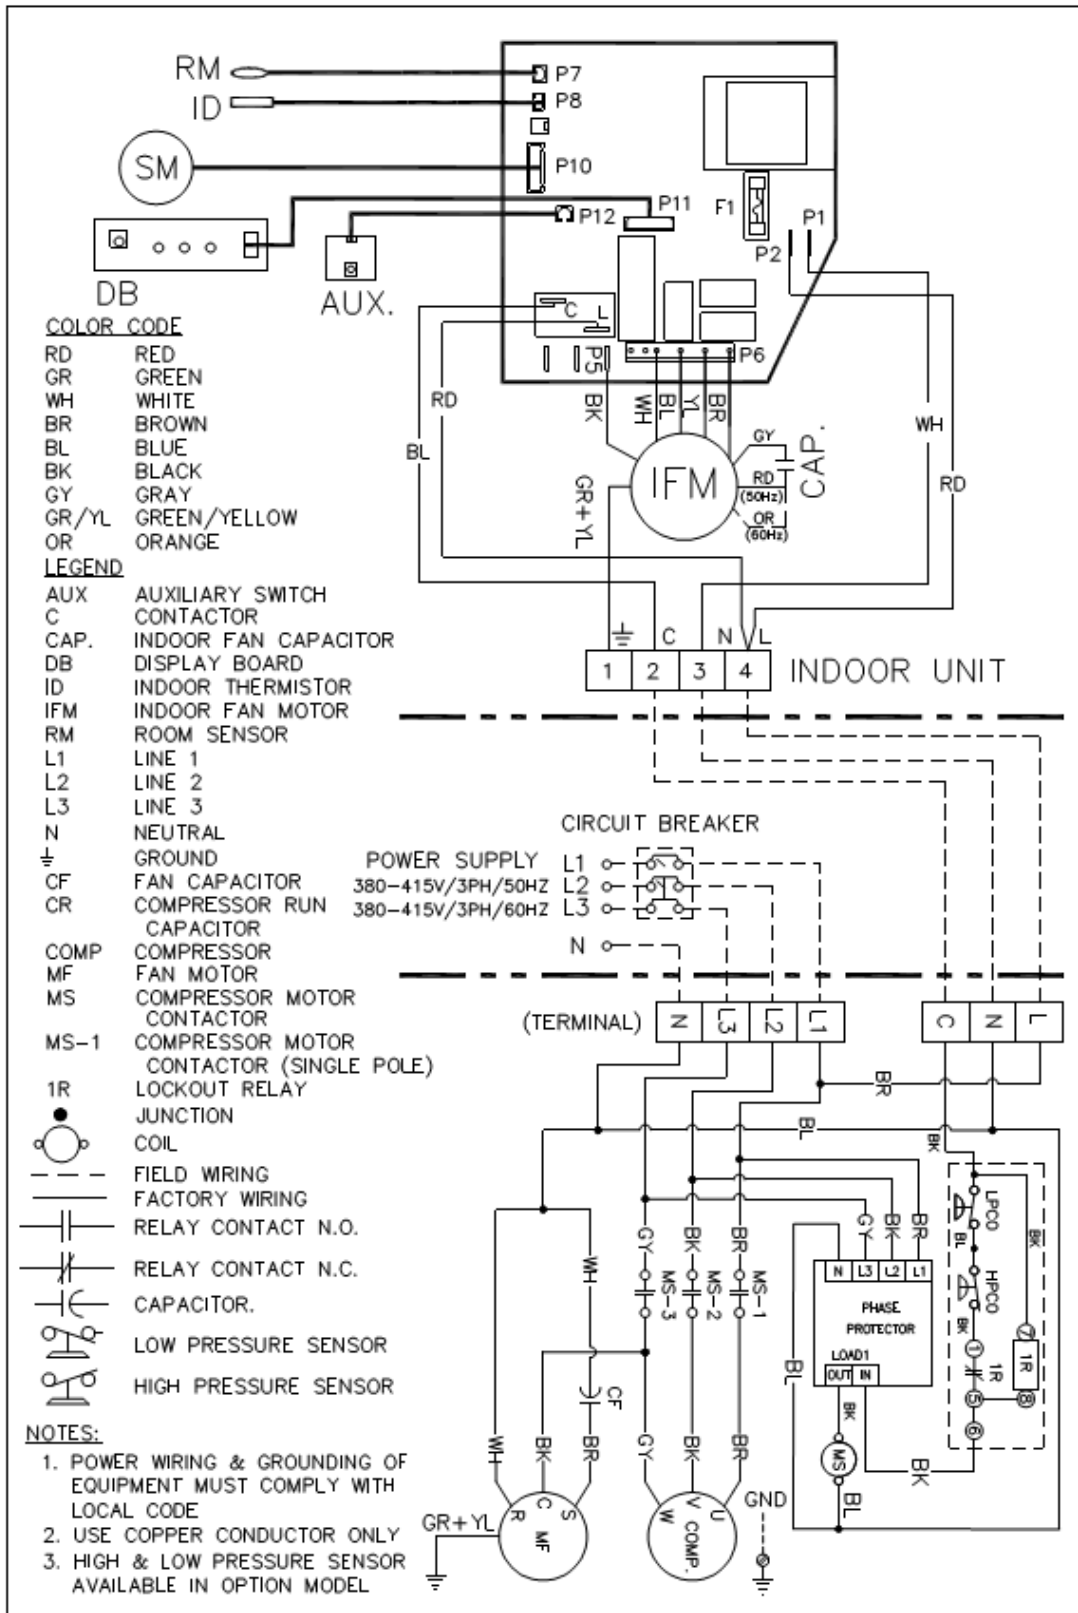 RM
ID
SM
DB
AUX.
P7
P8
P10
P11
P12
F1
P1
P2
C
L
P5
P6
BK
WH
BL
YL
BR
RD
BL
GR+YL
IFM
GY
RD
(50Hz)
OR
(60Hz)
CAP.
WH
RD
C
N
L
1
2
3
4
INDOOR UNIT
COLOR CODE
RD RED
GR GREEN
WH WHITE
BR BROWN
BL BLUE
BK BLACK
GY GRAY
GR/YL GREEN/YELLOW
OR ORANGE
LEGEND
AUX AUXILIARY SWITCH
C CONTACTOR
CAP. INDOOR FAN CAPACITOR
DB DISPLAY BOARD
ID INDOOR THERMISTOR
IFM INDOOR FAN MOTOR
RM ROOM SENSOR
L1 LINE 1
L2 LINE 2
L3 LINE 3
N NEUTRAL
GROUND
CF FAN CAPACITOR
CR COMPRESSOR RUN
CAPACITOR
COMP COMPRESSOR
MF FAN MOTOR
MS COMPRESSOR MOTOR
CONTACTOR
MS-1 COMPRESSOR MOTOR
CONTACTOR (SINGLE POLE)
1R LOCKOUT RELAY
JUNCTION
COIL
FIELD WIRING
FACTORY WIRING
RELAY CONTACT N.O.
RELAY CONTACT N.C.
CAPACITOR.
LOW PRESSURE SENSOR
HIGH PRESSURE SENSOR
NOTES:
1. POWER WIRING & GROUNDING OF
EQUIPMENT MUST COMPLY WITH
LOCAL CODE
2. USE COPPER CONDUCTOR ONLY
3. HIGH & LOW PRESSURE SENSOR
AVAILABLE IN OPTION MODEL
CIRCUIT BREAKER
POWER SUPPLY L1
380-415V/3PH/50HZ L2
380-415V/3PH/60HZ L3
N
(TERMINAL)
N
L3
L2
L1
C
N
L
BR
BL
BK
WH
GY
BK
BR
MS-3
MS-2
MS-1
GY
BK
BR
N
L3
L2
L1
PHASE
PROTECTOR
LOAD1
OUT
IN
LPCO
BL
HPCO
BK
BK
1
1R
5
6
7
1R
8
CF
BL
BK
MS
BL
BK
WH
BK
BR
GY
BK
BR
R
C
S
MF
GR+YL
W
V
U
COMP.
GND